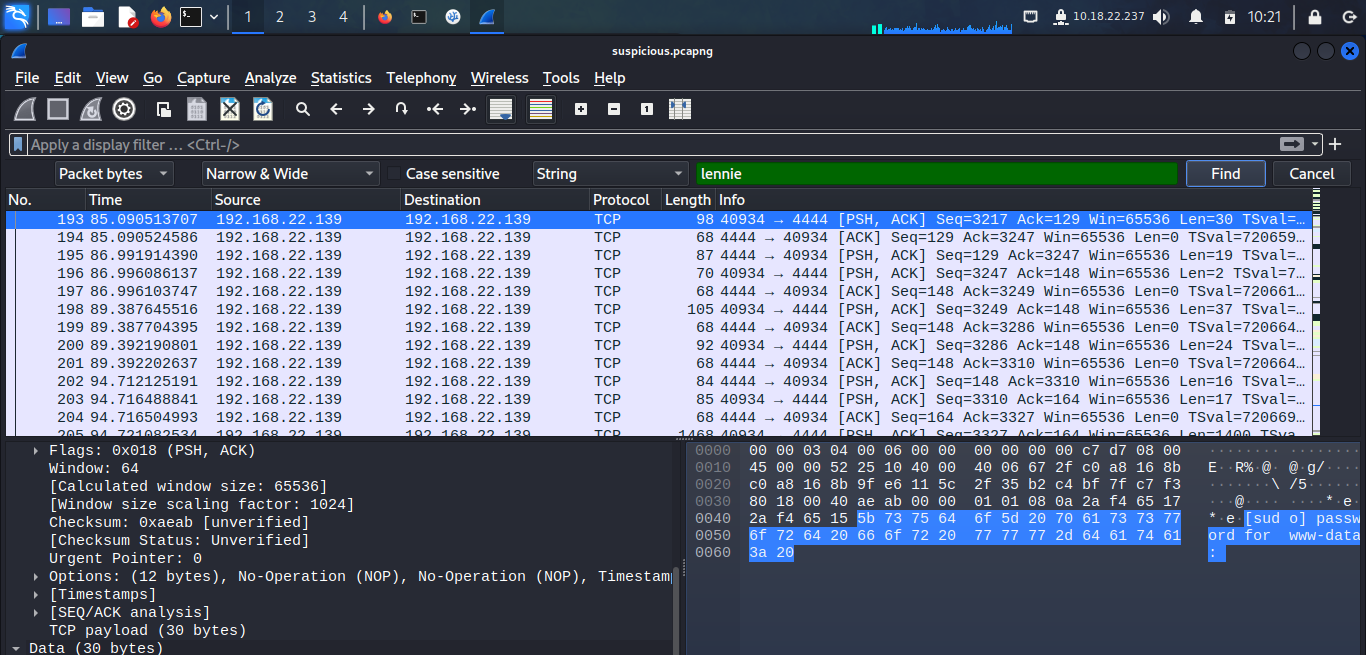 1 2 3 4 10.18.22.237 10:21
suspicious.pcapng
File Edit View Go Capture Analyze Statistics Telephony Wireless Tools Help
Apply a display filter … <Ctrl-/>
Packet bytes Narrow & Wide Case sensitive String lennie Find Cancel
No. Time Source Destination Protocol Length Info
193 85.090513707 192.168.22.139 192.168.22.139 TCP 98 40934 → 4444 [PSH, ACK] Seq=3217 Ack=129 Win=65536 Len=30 TSval=…
194 85.090524586 192.168.22.139 192.168.22.139 TCP 68 4444 → 40934 [ACK] Seq=129 Ack=3247 Win=65536 Len=0 TSval=720659…
195 86.991914390 192.168.22.139 192.168.22.139 TCP 87 4444 → 40934 [PSH, ACK] Seq=129 Ack=3247 Win=65536 Len=19 TSval=…
196 86.996086137 192.168.22.139 192.168.22.139 TCP 70 40934 → 4444 [PSH, ACK] Seq=3247 Ack=148 Win=65536 Len=2 TSval=7…
197 86.996103747 192.168.22.139 192.168.22.139 TCP 68 4444 → 40934 [ACK] Seq=148 Ack=3249 Win=65536 Len=0 TSval=720661…
198 89.387645516 192.168.22.139 192.168.22.139 TCP 105 40934 → 4444 [PSH, ACK] Seq=3249 Ack=148 Win=65536 Len=37 TSval=…
199 89.387704395 192.168.22.139 192.168.22.139 TCP 68 4444 → 40934 [ACK] Seq=148 Ack=3286 Win=65536 Len=0 TSval=720664…
200 89.392190801 192.168.22.139 192.168.22.139 TCP 92 40934 → 4444 [PSH, ACK] Seq=3286 Ack=148 Win=65536 Len=24 TSval=…
201 89.392202637 192.168.22.139 192.168.22.139 TCP 68 4444 → 40934 [ACK] Seq=148 Ack=3310 Win=65536 Len=0 TSval=720664…
202 94.712125191 192.168.22.139 192.168.22.139 TCP 84 4444 → 40934 [PSH, ACK] Seq=148 Ack=3310 Win=65536 Len=16 TSval=…
203 94.716488841 192.168.22.139 192.168.22.139 TCP 85 40934 → 4444 [PSH, ACK] Seq=3310 Ack=164 Win=65536 Len=17 TSval=…
204 94.716504993 192.168.22.139 192.168.22.139 TCP 68 4444 → 40934 [ACK] Seq=164 Ack=3327 Win=65536 Len=0 TSval=720669…
205 94.721082534 192.168.22.139 192.168.22.139 TCP 1468 40934 → 4444 [PSH, ACK] Seq=3327 Ack=164 Win=65536 Len=1400 TSva…
Flags: 0x018 (PSH, ACK)
Window: 64
[Calculated window size: 65536]
[Window size scaling factor: 1024]
Checksum: 0xaeab [unverified]
[Checksum Status: Unverified]
Urgent Pointer: 0
Options: (12 bytes), No-Operation (NOP), No-Operation (NOP), Timestam
[Timestamps]
[SEQ/ACK analysis]
TCP payload (30 bytes)
Data (30 bytes)
0000 00 00 03 04 00 06 00 00 00 00 00 00 c7 d7 08 00 ········ ········
0010 45 00 00 52 25 10 40 00 40 06 67 2f c0 a8 16 8b E··R%·@· @·g/····
0020 c0 a8 16 8b 9f e6 11 5c 2f 35 b2 c4 bf 7f c7 f3 ·······\ /5······
0030 80 18 00 40 ae ab 00 00 01 01 08 0a 2a f4 65 17 ···@···· ····*·e·
0040 2a f4 65 15 5b 73 75 64 6f 5d 20 70 61 73 73 77 *·e·[sud o] passw
0050 6f 72 64 20 66 6f 72 20 77 77 77 2d 64 61 74 61 ord for www-data
0060 3a 20 :